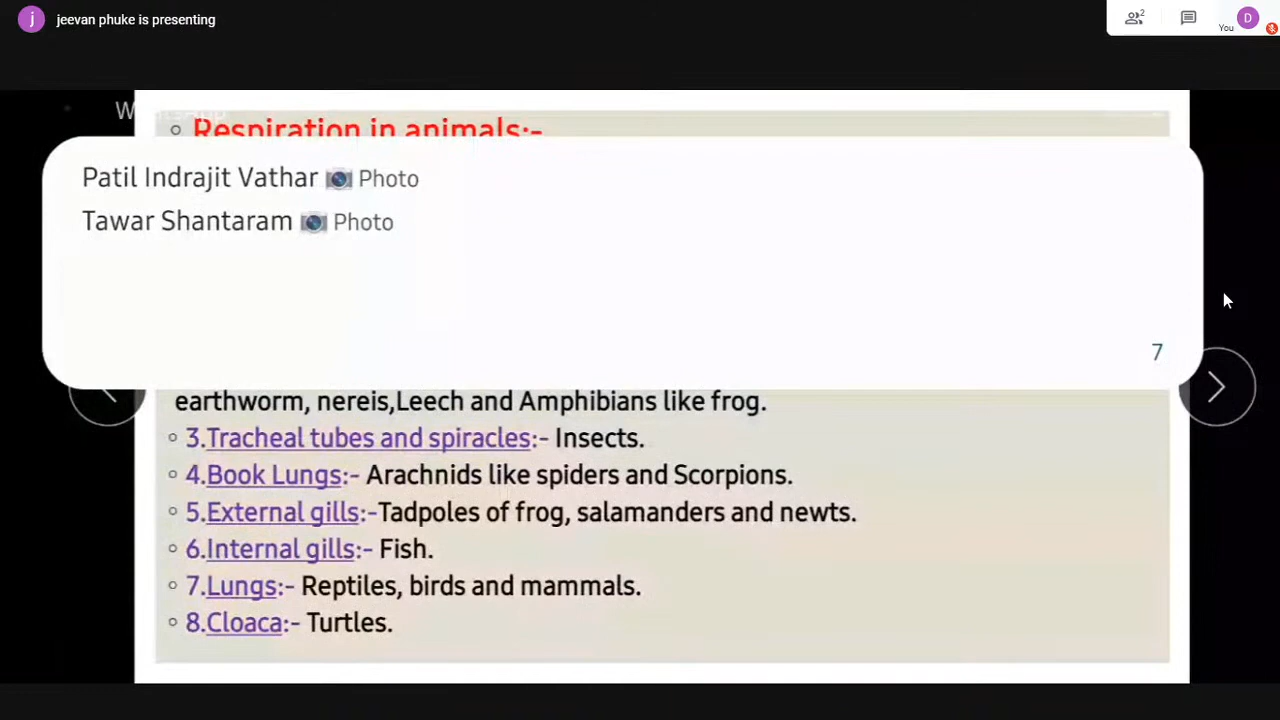 jeevan phuke is presenting
2
You
D
j
Respiration in animals:-
Patil Indrajit Vathar 📷 Photo
Tawar Shantaram 📷 Photo
7
earthworm, nereis,Leech and Amphibians like frog.
3.Tracheal tubes and spiracles:- Insects.
4.Book Lungs:- Arachnids like spiders and Scorpions.
5.External gills:-Tadpoles of frog, salamanders and newts.
6.Internal gills:- Fish.
7.Lungs:- Reptiles, birds and mammals.
8.Cloaca:- Turtles.